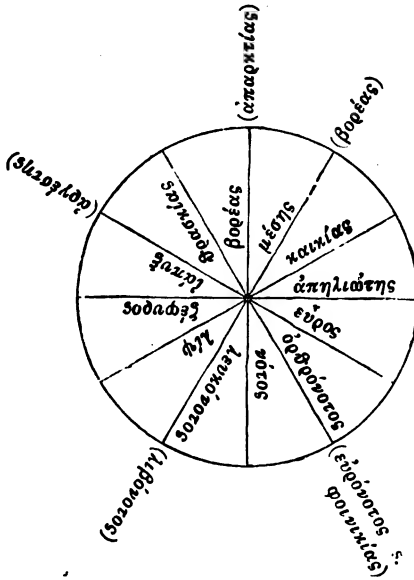 (ἀπαρκτίας)
(βορέας)
(ἀργέστης)
θρασκίας
βορέας
μέσης
καικίας
ἰάπυξ
ζέφυρος
ἀπηλιώτης
εὖρος
λίψ
λευκόνοτος
νότος
ὀρθόνοτος
(λιβόνοτος)
εὐρόνοτος)
(φοινικίας